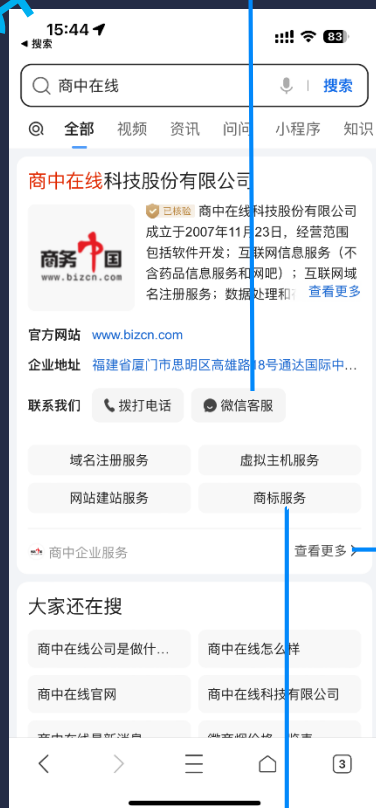 15:44
83
搜索
商中在线
搜索
全部 视频 资讯 问问 小程序 知识
商中在线科技股份有限公司
商务中国
www.bizcn.com
已核验 商中在线科技股份有限公司
成立于2007年11月23日，经营范围
包括软件开发；互联网信息服务（不
含药品信息服务和网吧）；互联网域
名注册服务；数据处理和 查看更多
官方网站 www.bizcn.com
企业地址 福建省厦门市思明区高雄路18号通达国际中...
联系我们 拨打电话 微信客服
域名注册服务 虚拟主机服务
网站建站服务 商标服务
商中企业服务 查看更多
大家还在搜
商中在线公司是做什... 商中在线怎么样
商中在线官网 商中在线科技有限公司
3